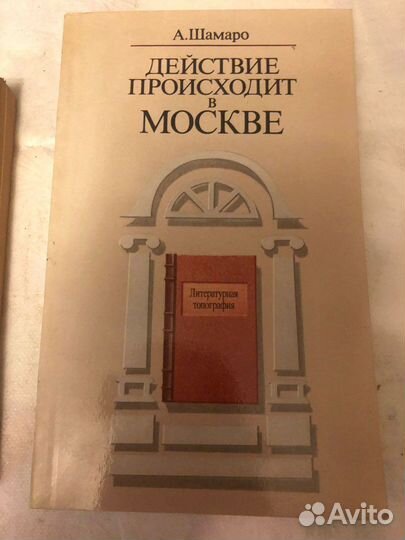 А.Шамаро
ДЕЙСТВИЕ
ПРОИСХОДИТ
В
МОСКВЕ
Литературная
топография
Avito